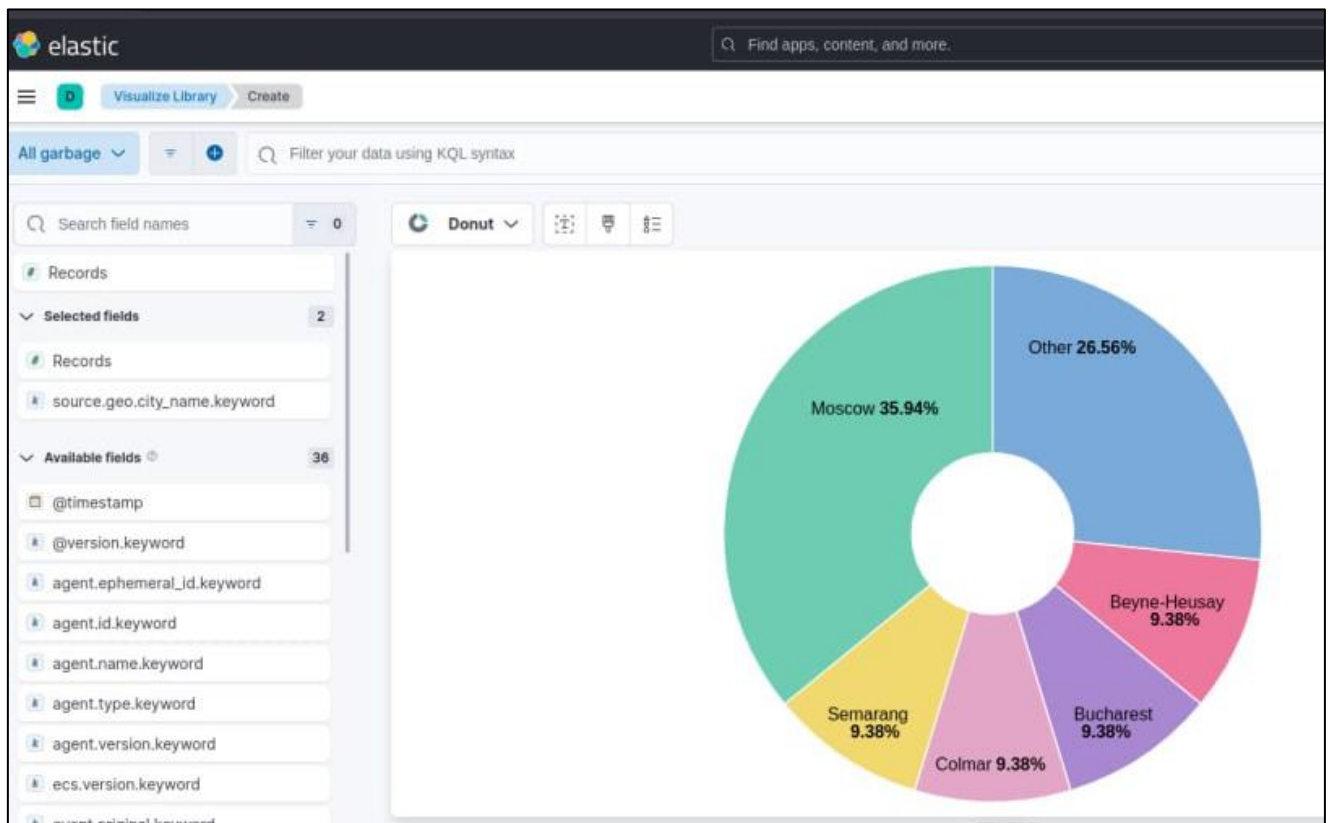 elastic
Find apps, content, and more.
D
Visualize Library
Create
All garbage
Filter your data using KQL syntax
Search field names
0
Donut
Records
Selected fields
2
Records
source.geo.city_name.keyword
Available fields
36
@timestamp
@version.keyword
agent.ephemeral_id.keyword
agent.id.keyword
agent.name.keyword
agent.type.keyword
agent.version.keyword
ecs.version.keyword
Other 26.56%
Moscow 35.94%
Beyne-Heusay
9.38%
Semarang
9.38%
Bucharest
9.38%
Colmar 9.38%